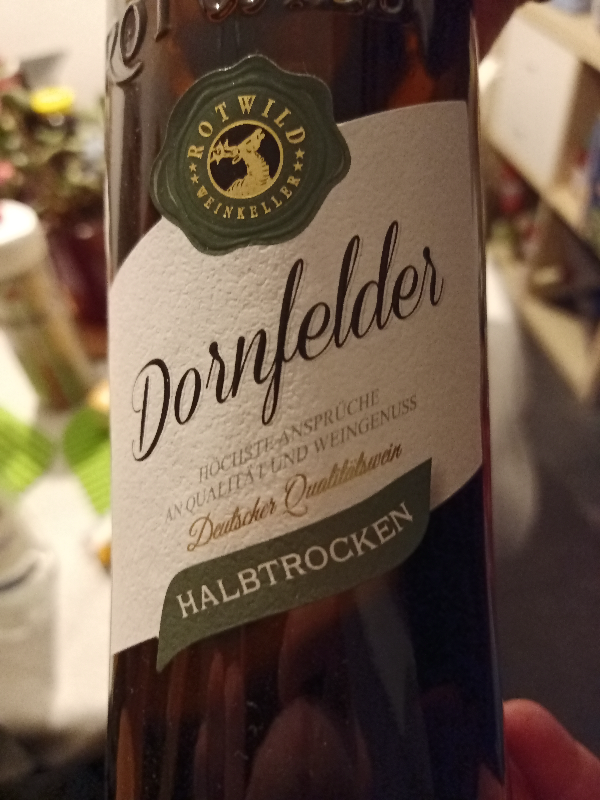 ROTWILD
WEINKELLER
Dornfelder
HÖCHSTE ANSPRÜCHE
AN QUALITÄT UND WEINGENUSS
Deutscher Qualitätswein
HALBTROCKEN